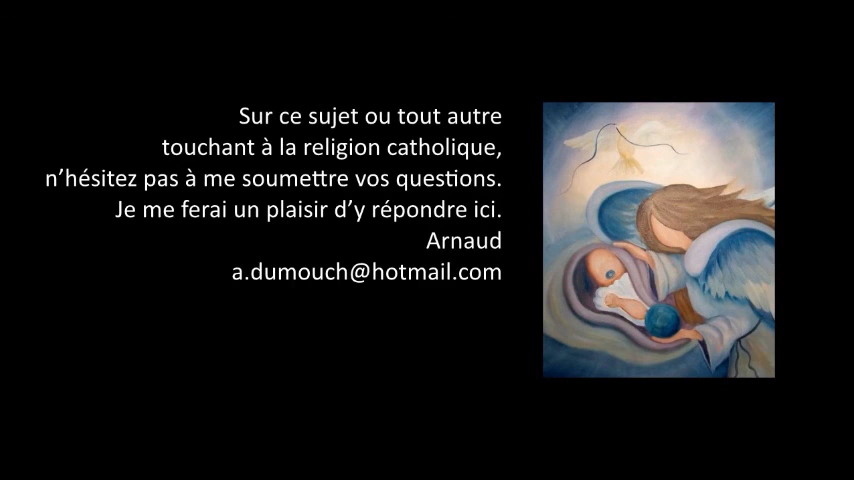 Sur ce sujet ou tout autre
touchant à la religion catholique,
n’hésitez pas à me soumettre vos questions.
Je me ferai un plaisir d’y répondre ici.
Arnaud
a.dumouch@hotmail.com